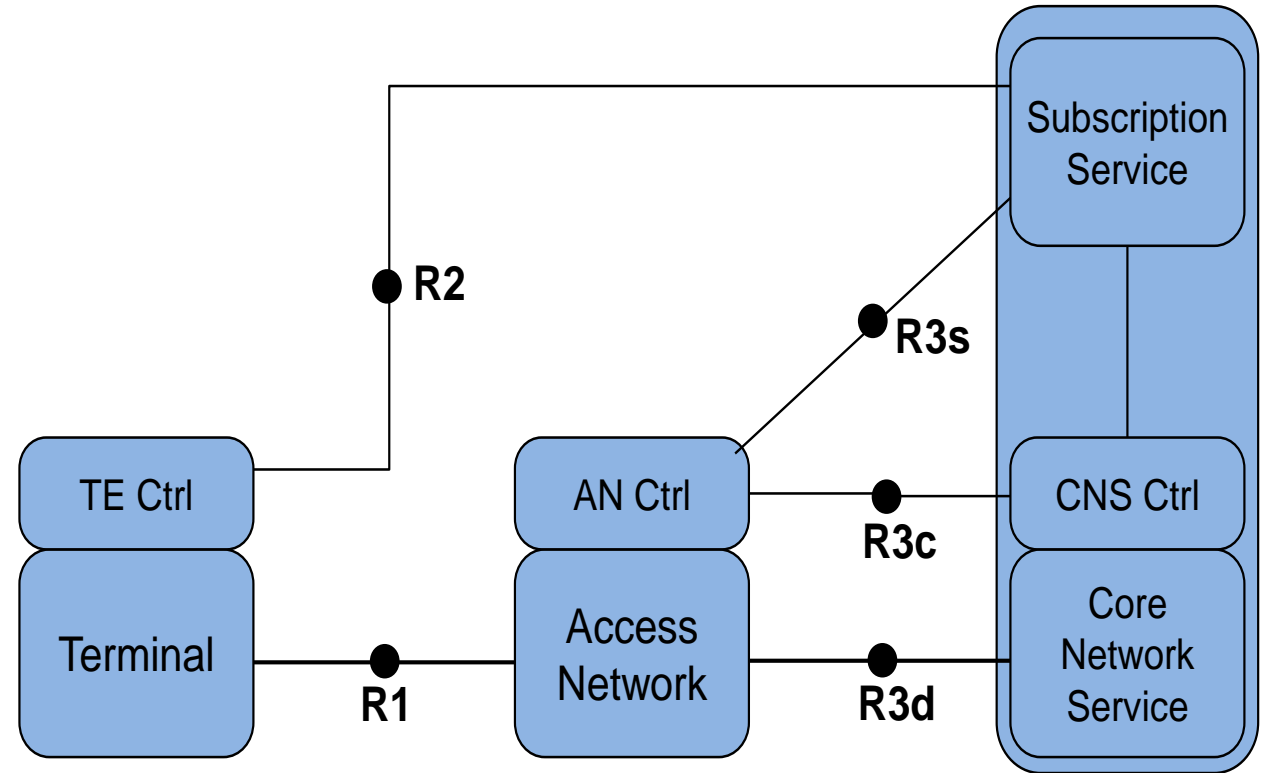 Subscription
Service
R2
R3s
TE Ctrl
AN Ctrl
CNS Ctrl
R3c
Terminal
Access
Network
Core
Network
Service
R1
R3d